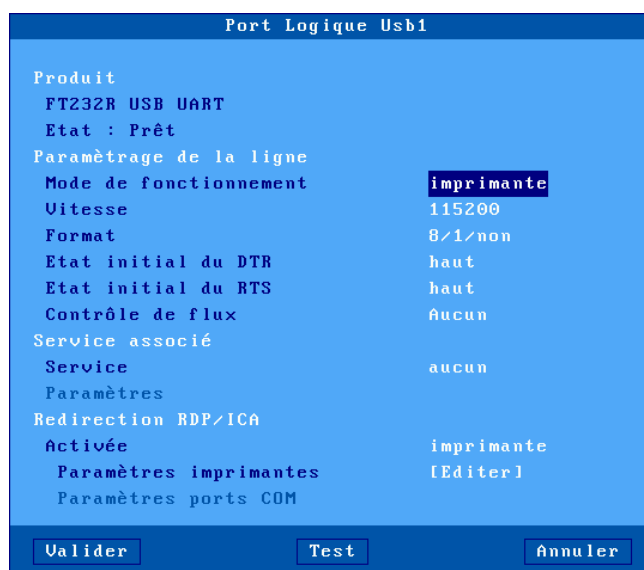 Port Logique Usb1
Produit
FT232R USB UART
Etat : Prêt
Paramètrage de la ligne
Mode de fonctionnement imprimante
Vitesse 115200
Format 8/1/non
Etat initial du DTR haut
Etat initial du RTS haut
Contrôle de flux Aucun
Service associé
Service aucun
Paramètres
Redirection RDP/ICA
Activée imprimante
Paramètres imprimantes [Editer]
Paramètres ports COM
Valider Test Annuler